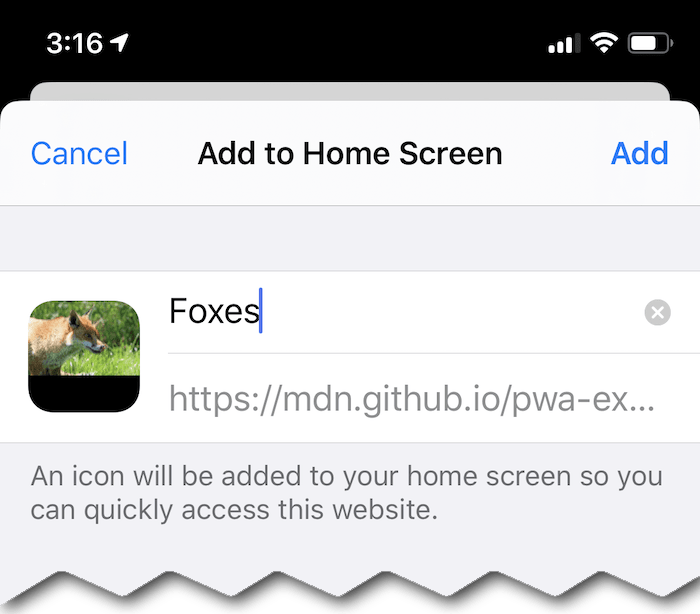 3:16
Cancel Add to Home Screen Add
Foxes
https://mdn.github.io/pwa-ex...
An icon will be added to your home screen so you
can quickly access this website.